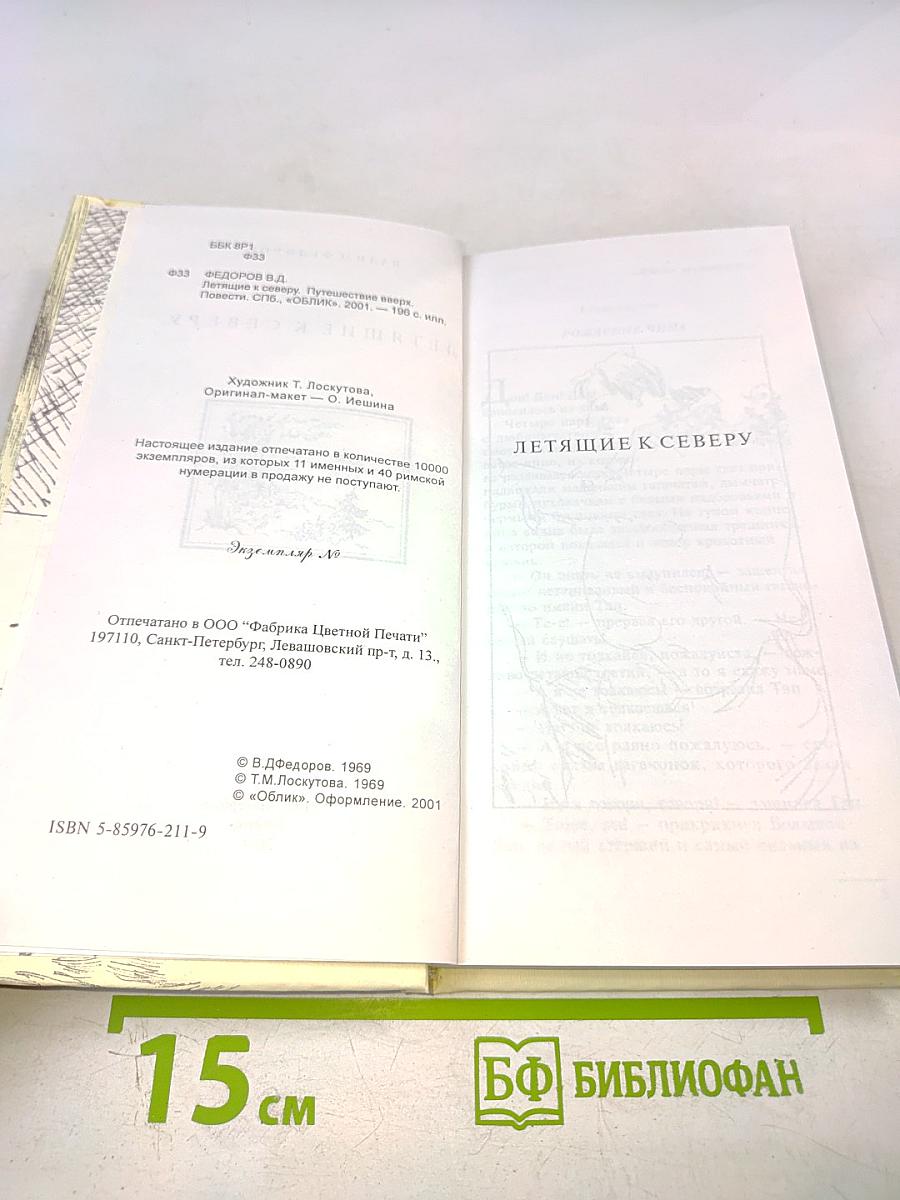 ББК 8Р1
Ф33
Ф33 ФЕДОРОВ В.Д.
Летящие к северу. Путешествие вверх.
Повести. СПб., «ОБЛИК», 2001. — 196 с. илл.
Художник Т. Лоскутова,
Оригинал-макет — О. Иешина
Настоящее издание отпечатано в количестве 10000
экземпляров, из которых 11 именных и 40 римской
нумерации в продажу не поступают.
Экземпляр №
Отпечатано в ООО “Фабрика Цветной Печати”
197110, Санкт-Петербург, Левашовский пр-т, д. 13.,
тел. 248-0890
© В.ДФедоров. 1969
© Т.М.Лоскутова. 1969
© «Облик». Оформление. 2001
ISBN 5-85976-211-9
ЛЕТЯЩИЕ К СЕВЕРУ
15 см
БФ БИБЛИОФАН